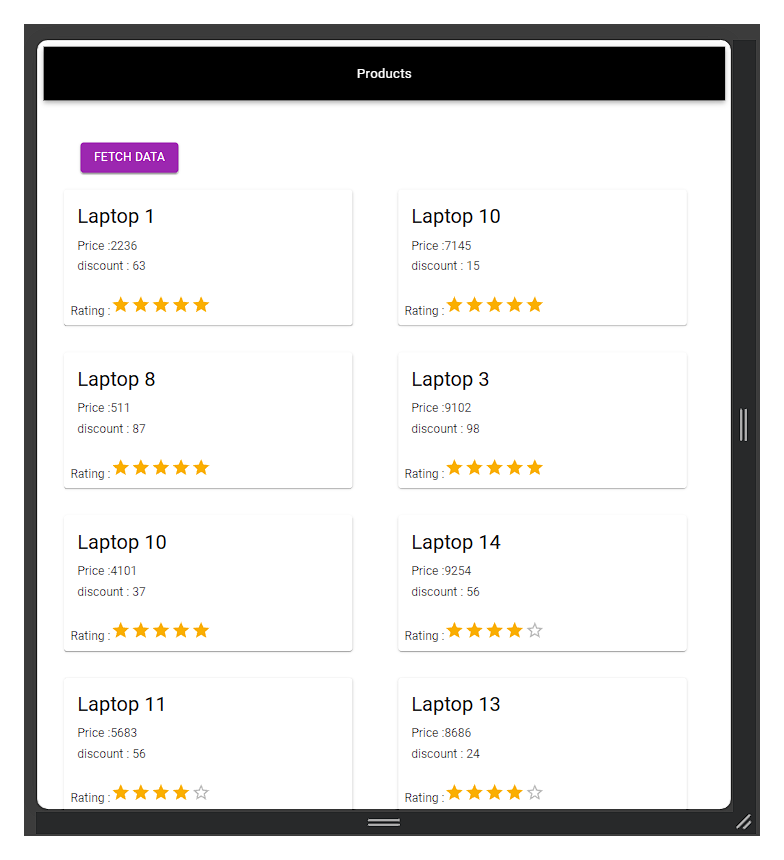 Products
FETCH DATA
Laptop 1
Price :2236
discount : 63
Rating :
Laptop 10
Price :7145
discount : 15
Rating :
Laptop 8
Price :511
discount : 87
Rating :
Laptop 3
Price :9102
discount : 98
Rating :
Laptop 10
Price :4101
discount : 37
Rating :
Laptop 14
Price :9254
discount : 56
Rating :
Laptop 11
Price :5683
discount : 56
Rating :
Laptop 13
Price :8686
discount : 24
Rating :